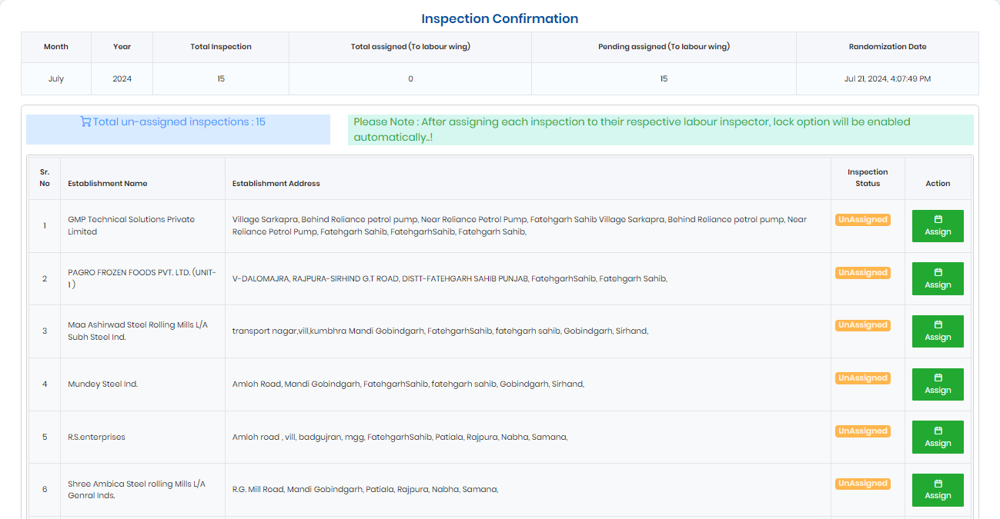 Inspection Confirmation
Month Year Total Inspection Total assigned (To labour wing) Pending assigned (To labour wing) Randomization Date
July 2024 15 0 15 Jul 21, 2024, 4:07:49 PM
Total un-assigned inspections : 15
Please Note : After assigning each inspection to their respective labour inspector, lock option will be enabled
automatically..!
Sr.
No
Establishment Name
Establishment Address
Inspection
Status
Action
1
GMP Technical Solutions Private
Limited
Village Sarkapra, Behind Reliance petrol pump, Near Reliance Petrol Pump, Fatehgarh Sahib Village Sarkapra, Behind Reliance petrol pump, Near
Reliance Petrol Pump, Fatehgarh Sahib, FatehgarhSahib, Fatehgarh Sahib,
UnAssigned
Assign
2
PAGRO FROZEN FOODS PVT. LTD. (UNIT-
1 )
V-DALOMAJRA, RAJPURA-SIRHIND G.T ROAD, DISTT-FATEHGARH SAHIB PUNJAB, FatehgarhSahib, Fatehgarh Sahib,
UnAssigned
Assign
3
Maa Ashirwad Steel Rolling Mills L/A
Subh Steel Ind.
transport nagar,vill,kumbhra Mandi Gobindgarh, FatehgarhSahib, fatehgarh sahib, Gobindgarh, Sirhand,
UnAssigned
Assign
4
Mundey Steel Ind.
Amloh Road, Mandi Gobindgarh, FatehgarhSahib, fatehgarh sahib, Gobindgarh, Sirhand,
UnAssigned
Assign
5
R.S.enterprises
Amloh road , vill, badgujran, mgg, FatehgarhSahib, Patiala, Rajpura, Nabha, Samana,
UnAssigned
Assign
6
Shree Ambica Steel rolling Mills L/A
Genral Inds.
R.G. Mill Road, Mandi Gobindgarh, Patiala, Rajpura, Nabha, Samana,
UnAssigned
Assign